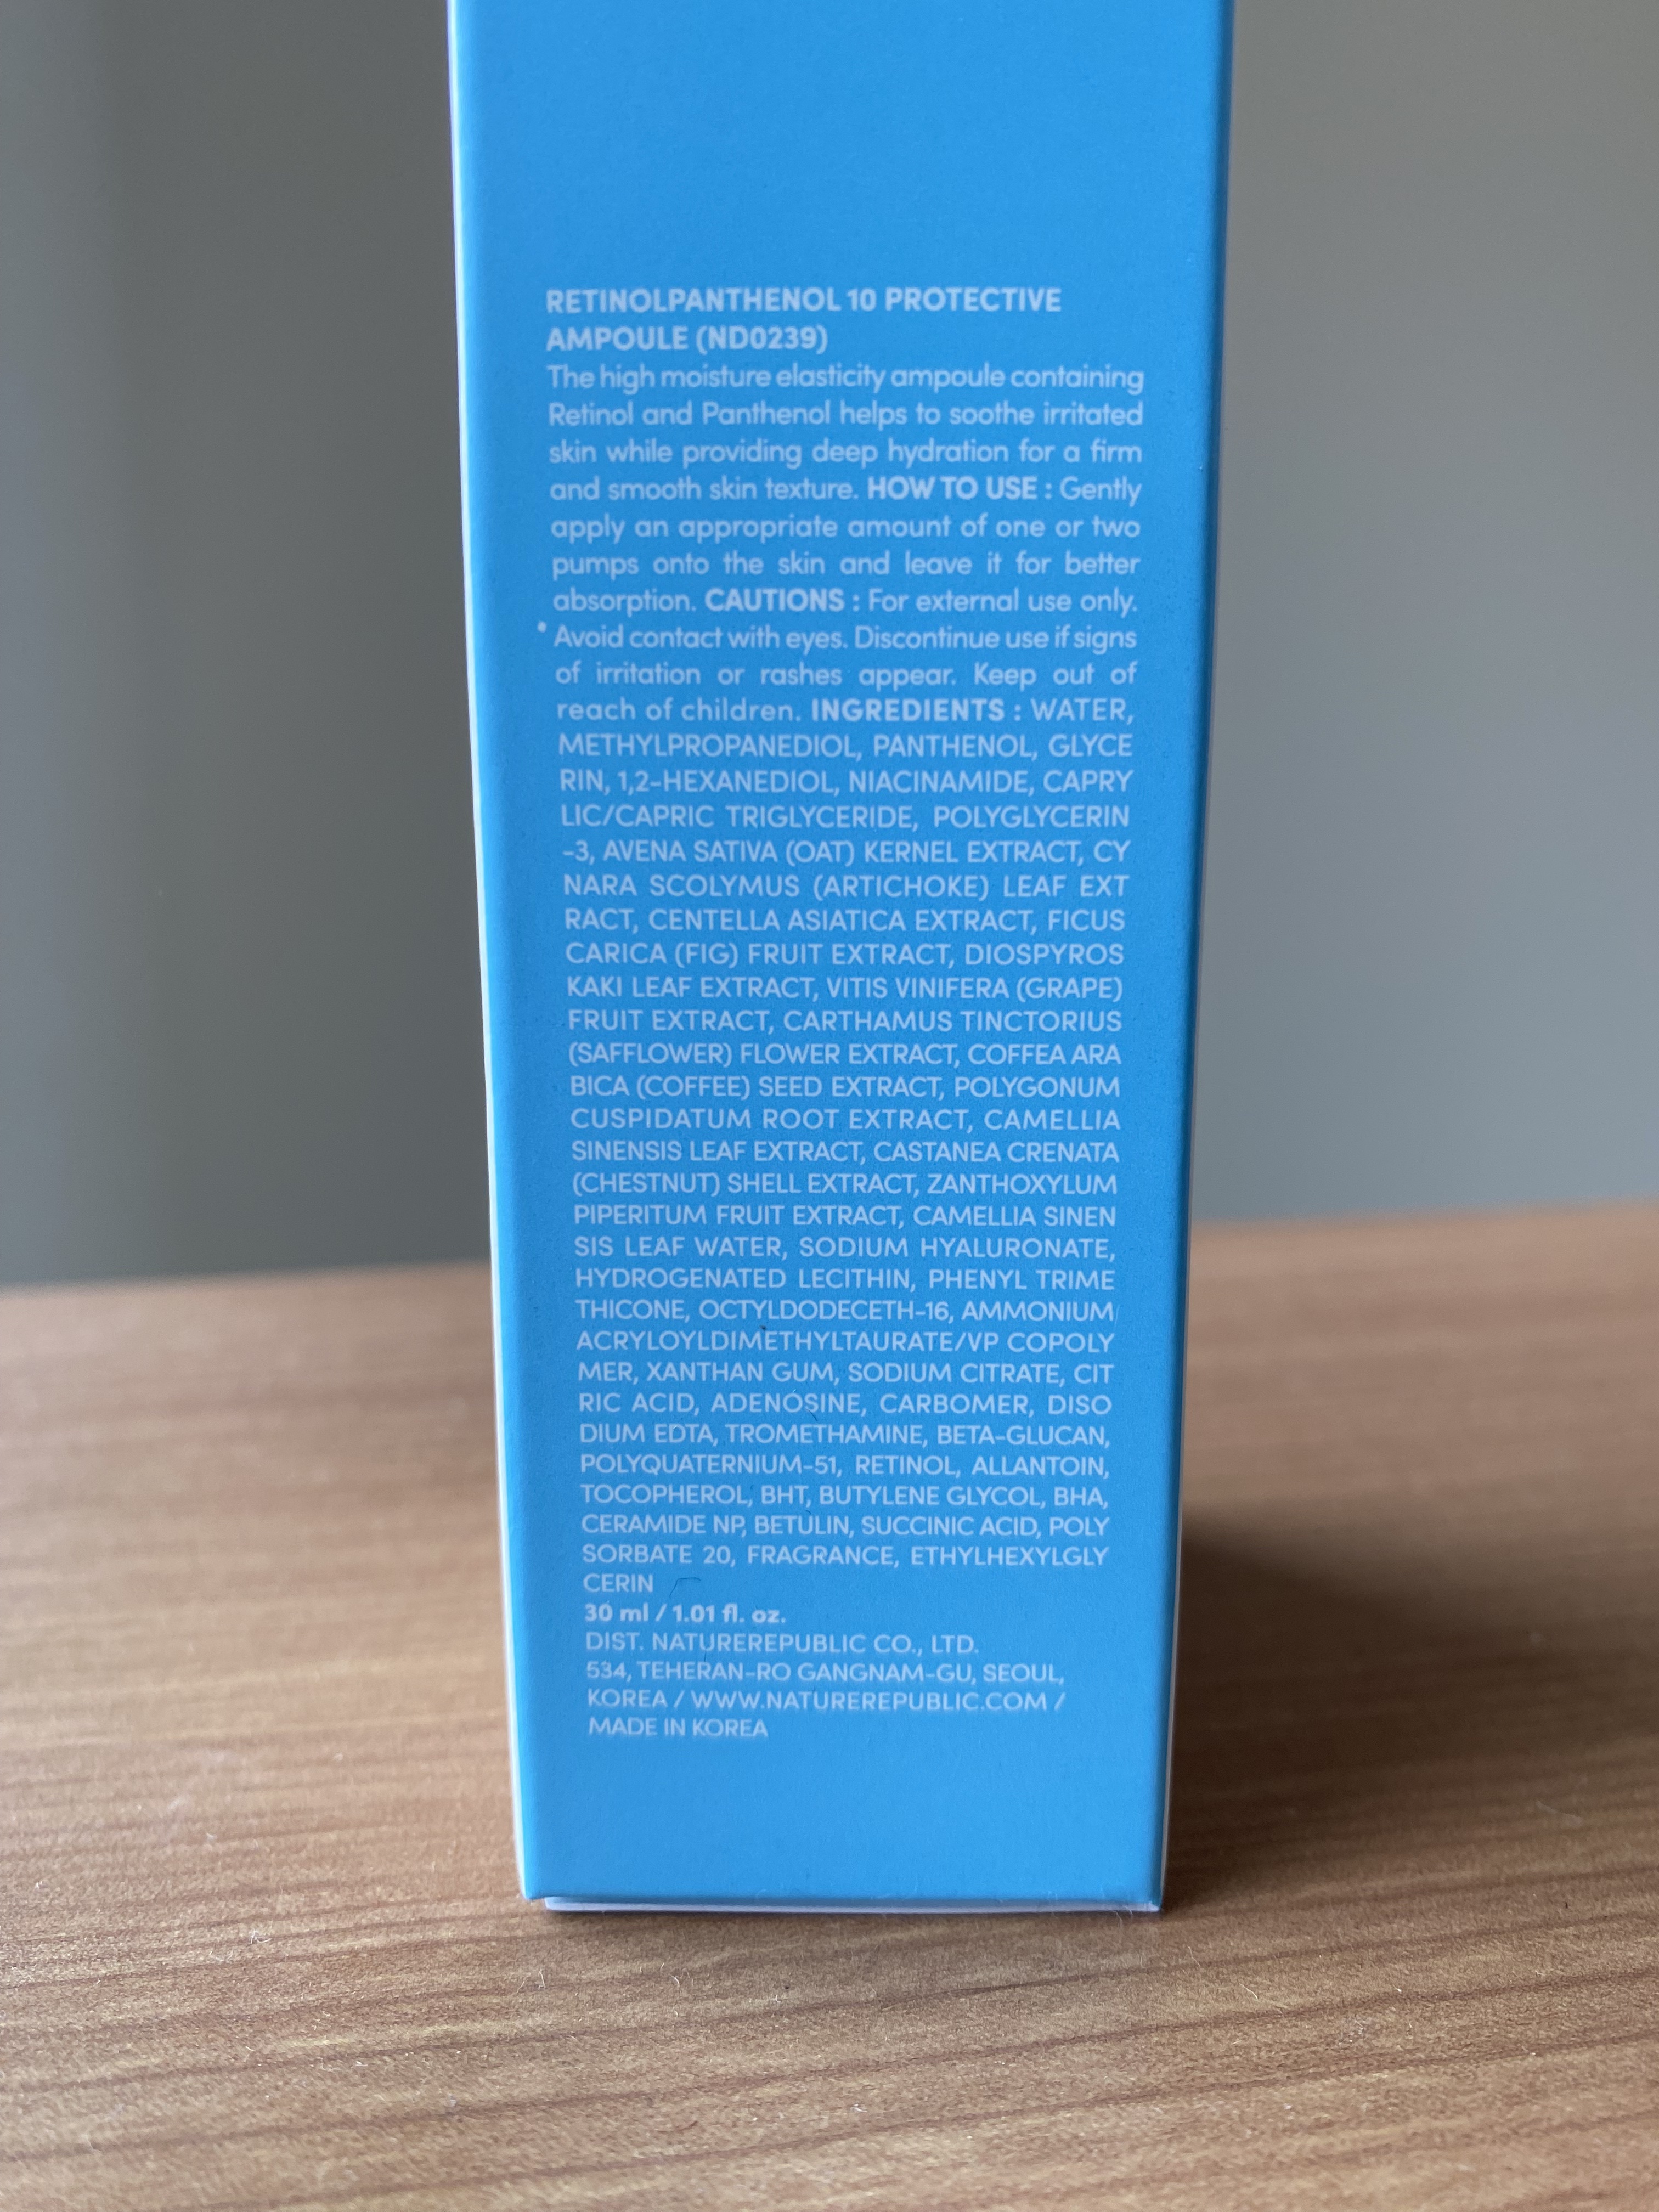 RETINOLPANTHENOL 10 PROTECTIVE
AMPOULE (ND0239)
The high moisture elasticity ampoule containing
Retinol and Panthenol helps to soothe irritated
skin while providing deep hydration for a firm
and smooth skin texture. HOW TO USE : Gently
apply an appropriate amount of one or two
pumps onto the skin and leave it for better
absorption. CAUTIONS : For external use only.
Avoid contact with eyes. Discontinue use if signs
of irritation or rashes appear. Keep out of
reach of children. INGREDIENTS : WATER,
METHYLPROPANEDIOL, PANTHENOL, GLYCE
RIN, 1,2-HEXANEDIOL, NIACINAMIDE, CAPRY
LIC/CAPRIC TRIGLYCERIDE, POLYGLYCERIN
-3, AVENA SATIVA (OAT) KERNEL EXTRACT, CY
NARA SCOLYMUS (ARTICHOKE) LEAF EXT
RACT, CENTELLA ASIATICA EXTRACT, FICUS
CARICA (FIG) FRUIT EXTRACT, DIOSPYROS
KAKI LEAF EXTRACT, VITIS VINIFERA (GRAPE)
FRUIT EXTRACT, CARTHAMUS TINCTORIUS
(SAFFLOWER) FLOWER EXTRACT, COFFEA ARA
BICA (COFFEE) SEED EXTRACT, POLYGONUM
CUSPIDATUM ROOT EXTRACT, CAMELLIA
SINENSIS LEAF EXTRACT, CASTANEA CRENATA
(CHESTNUT) SHELL EXTRACT, ZANTHOXYLUM
PIPERITUM FRUIT EXTRACT, CAMELLIA SINEN
SIS LEAF WATER, SODIUM HYALURONATE,
HYDROGENATED LECITHIN, PHENYL TRIME
THICONE, OCTYLDODECETH-16, AMMONIUM
ACRYLOYLDIMETHYLTAURATE/VP COPOLY
MER, XANTHAN GUM, SODIUM CITRATE, CIT
RIC ACID, ADENOSINE, CARBOMER, DISO
DIUM EDTA, TROMETHAMINE, BETA-GLUCAN,
POLYQUATERNIUM-51, RETINOL, ALLANTOIN,
TOCOPHEROL, BHT, BUTYLENE GLYCOL, BHA,
CERAMIDE NP, BETULIN, SUCCINIC ACID, POLY
SORBATE 20, FRAGRANCE, ETHYLHEXYLGLY
CERIN
30 ml / 1.01 fl. oz.
DIST. NATUREREPUBLIC CO., LTD.
534, TEHERAN-RO GANGNAM-GU, SEOUL,
KOREA / WWW.NATUREREPUBLIC.COM /
MADE IN KOREA